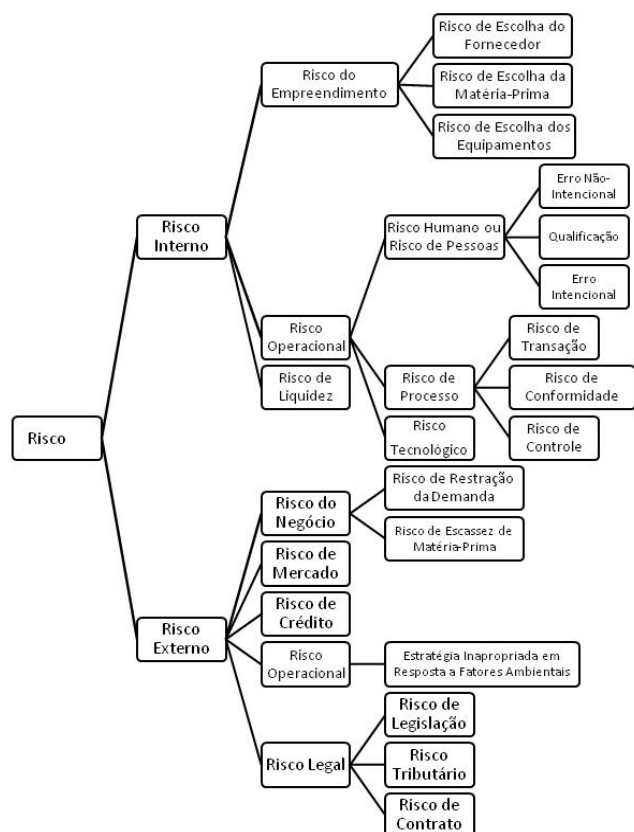 Risco de Escolha do
Fornecedor
Risco do
Empreendimento
Risco de Escolha da
Matéria-Prima
Risco de Escolha dos
Equipamentos
Erro Não-
Intencional
Risco
Interno
Risco Humano ou
Risco de Pessoas
Qualificação
Erro
Intencional
Risco
Operacional
Risco de
Transação
Risco de
Liquidez
Risco de
Processo
Risco de
Conformidade
Risco
Risco
Tecnológico
Risco de
Controle
Risco de Restração
da Demanda
Risco do
Negócio
Risco de Escassez de
Matéria-Prima
Risco de
Mercado
Risco de
Crédito
Risco
Externo
Risco
Operacional
Estratégia Inapropriada em
Resposta a Fatores Ambientais
Risco de
Legislação
Risco Legal
Risco
Tributário
Risco de
Contrato